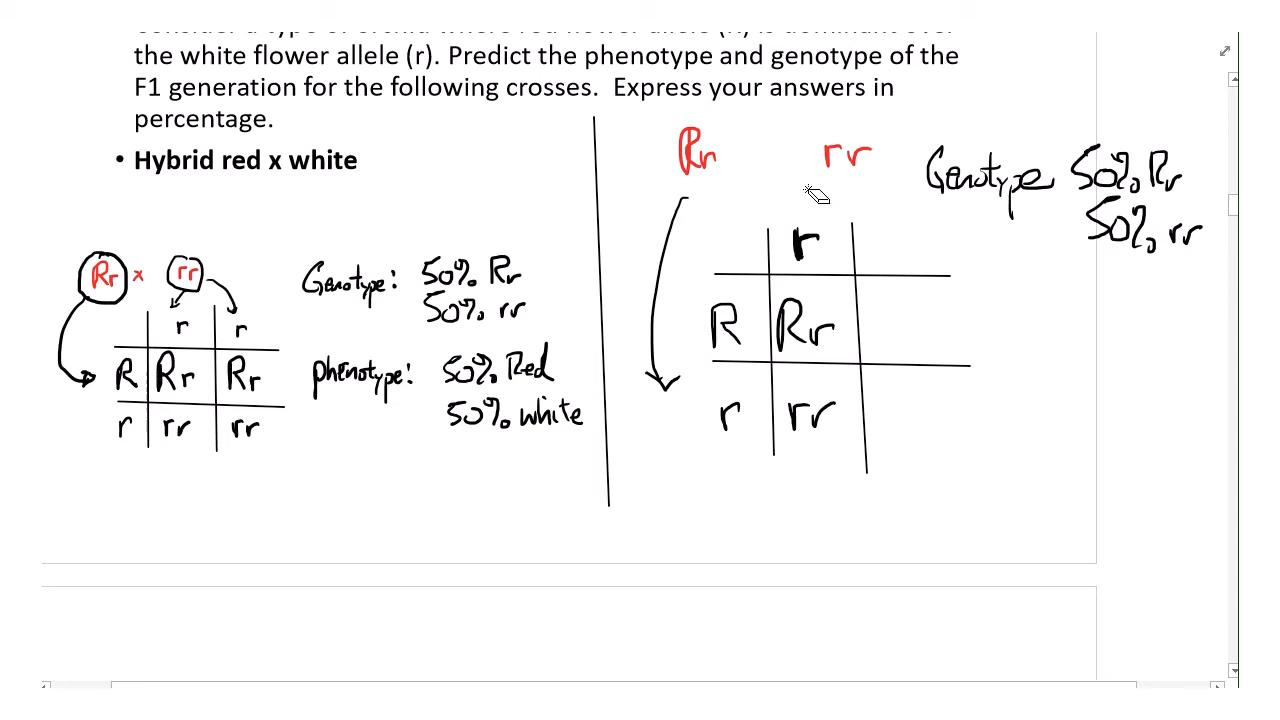 the white flower allele (r). Predict the phenotype and genotype of the
F1 generation for the following crosses.  Express your answers in
percentage.
• Hybrid red x white
Rr x rr
r r
R Rr Rr
r rr rr
Genotype: 50% Rr
50% rr
phenotype: 50% Red
50% white
Rr rr
r
R Rr
r rr
Genotype 50% Rr
50% rr